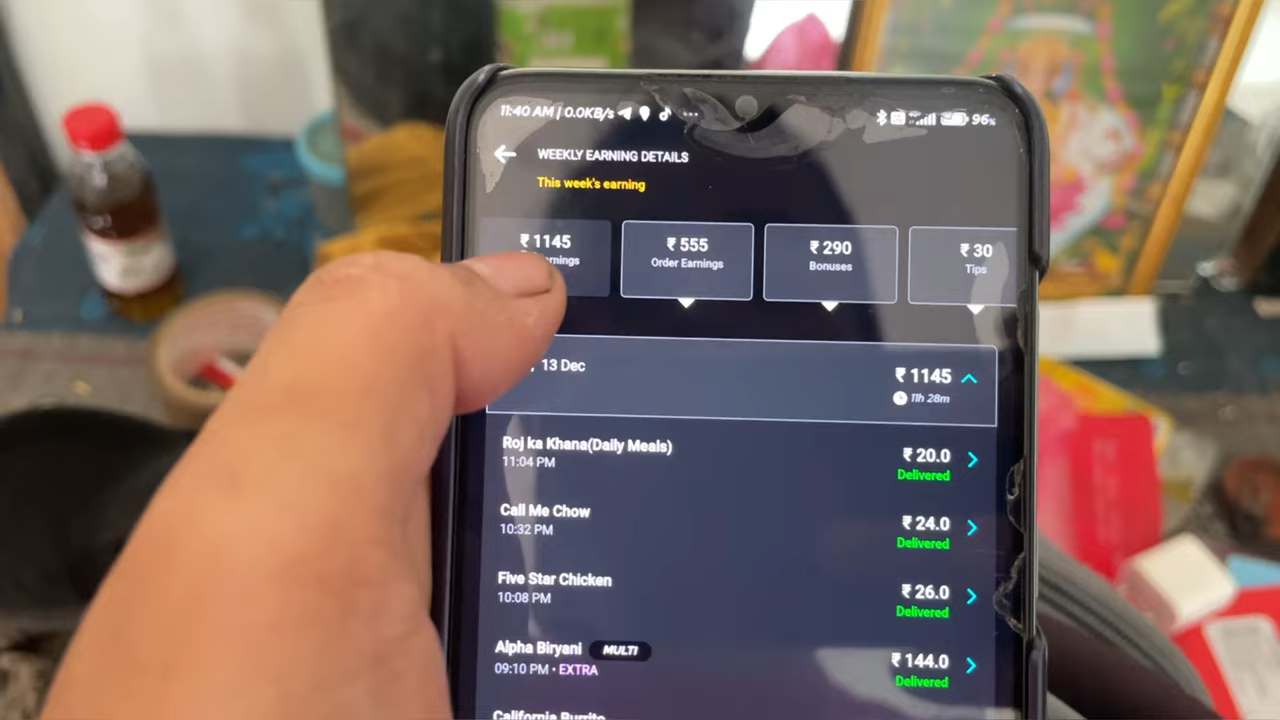 11:40 AM | 0.0KB/s ... 96%
WEEKLY EARNING DETAILS
This week's earning
₹ 1145
₹ 555
Order Earnings
₹ 290
Bonuses
₹ 30
Tips
13 Dec
₹ 1145
11h 28m
Roj ka Khana(Daily Meals)
₹ 20.0
11:04 PM
Delivered
Call Me Chow
₹ 24.0
10:32 PM
Delivered
Five Star Chicken
₹ 26.0
10:08 PM
Delivered
Alpha Biryani MULTI
₹ 144.0
09:10 PM • EXTRA
Delivered
California Burrito